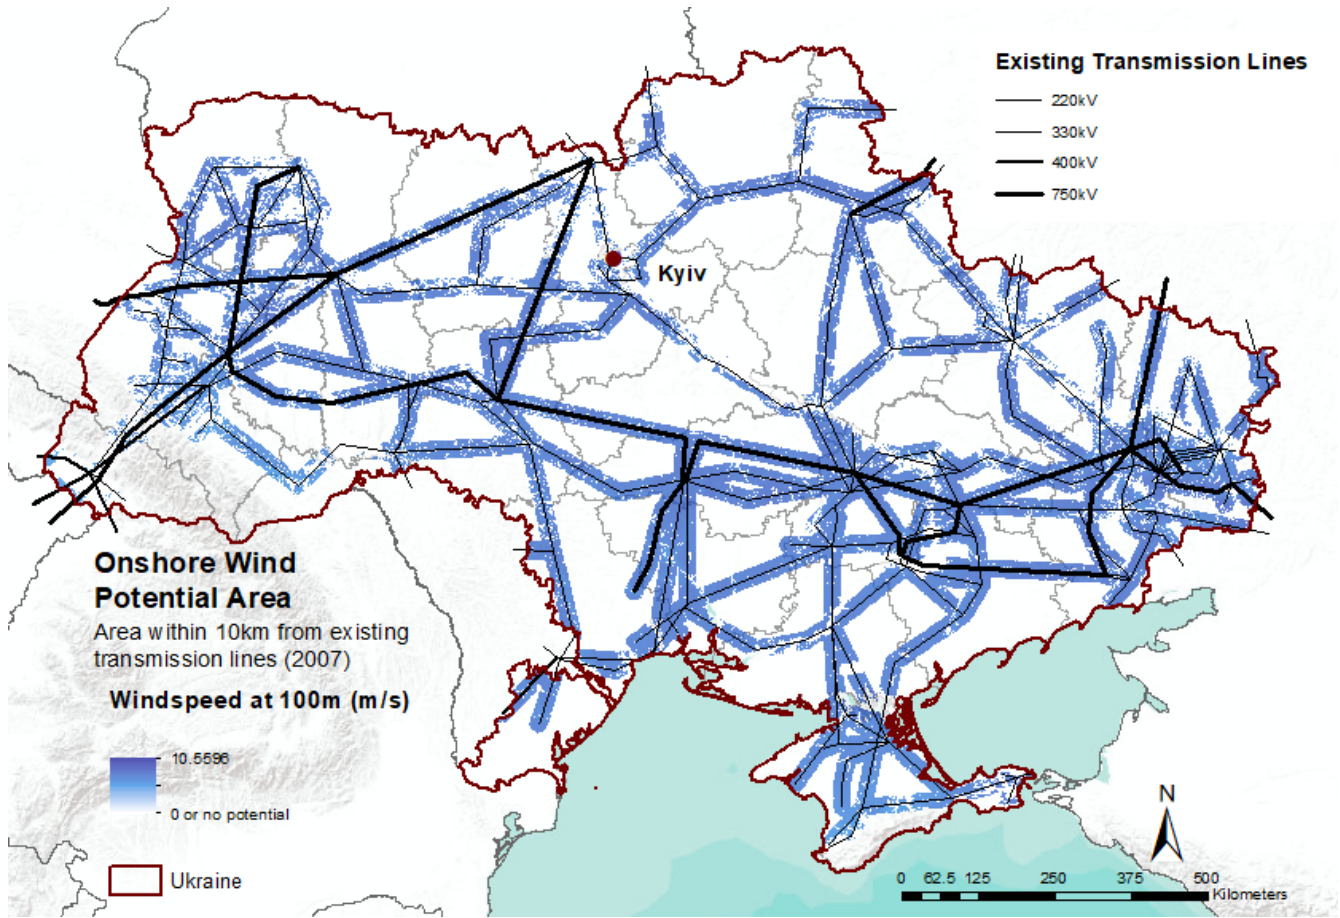 Existing Transmission Lines
220kV
330kV
400kV
750kV
Kyiv
Onshore Wind
Potential Area
Area within 10km from existing
transmission lines (2007)
Windspeed at 100m (m/s)
10.5596
0 or no potential
Ukraine
N
0 62.5 125 250 375 500
Kilometers